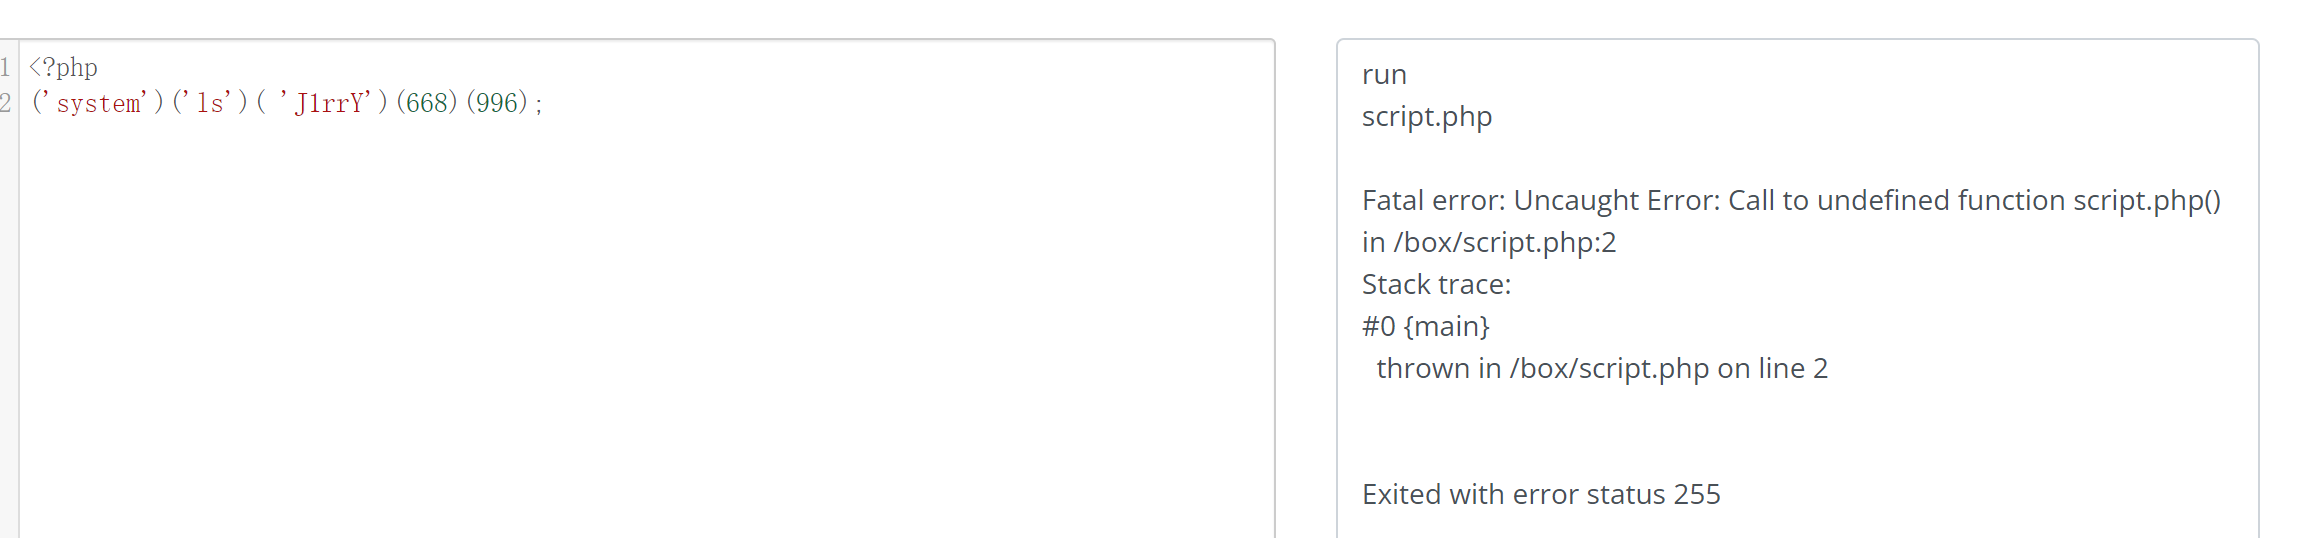 1 <?php
2 ('system')('ls')( 'J1rrY')(668)(996);
run
script.php
Fatal error: Uncaught Error: Call to undefined function script.php()
in /box/script.php:2
Stack trace:
#0 {main}
thrown in /box/script.php on line 2
Exited with error status 255